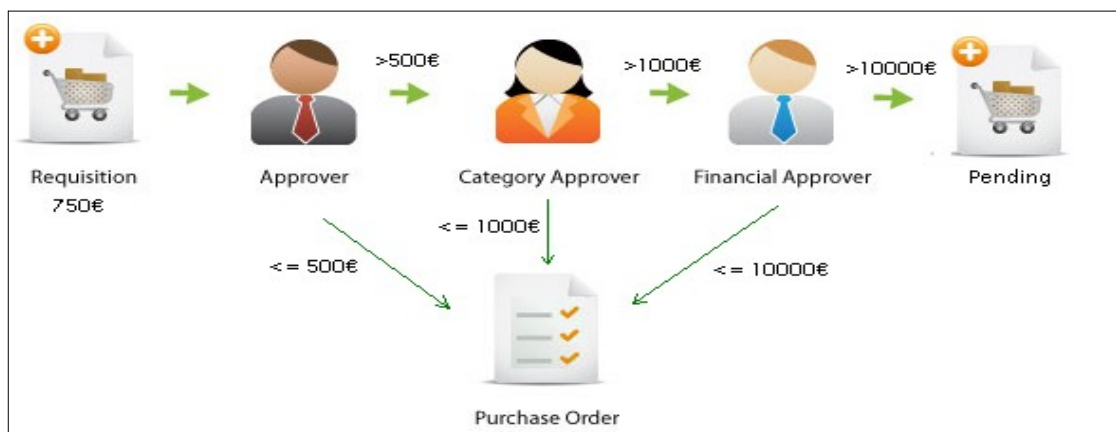 >500€
>1000€
>10000€
Requisition
750€
Approver
Category Approver
Financial Approver
Pending
<= 500€
<= 1000€
<= 10000€
Purchase Order